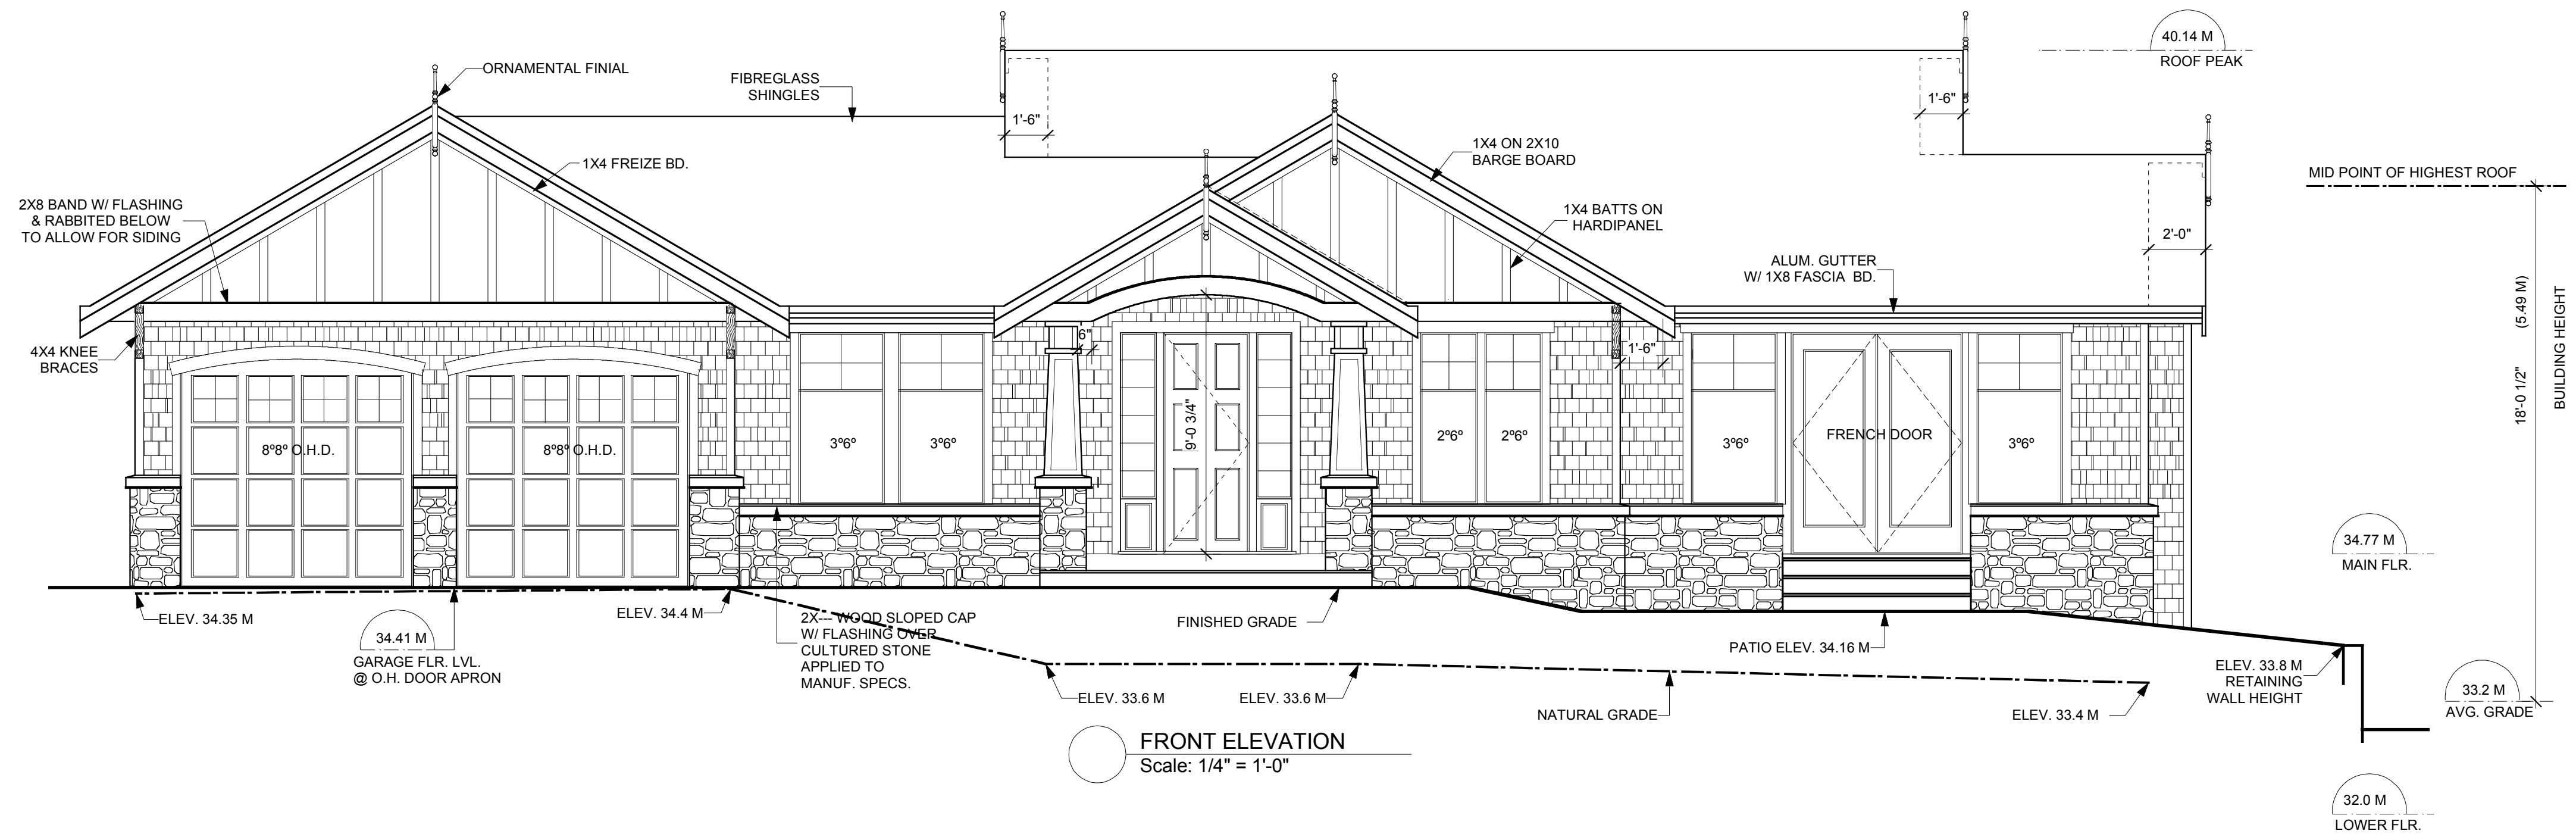 40.14 M
ROOF PEAK
ORNAMENTAL FINIAL
FIBREGLASS
SHINGLES
1'-6"
1'-6"
1X4 FREIZE BD.
1X4 ON 2X10
BARGE BOARD
MID POINT OF HIGHEST ROOF
2X8 BAND W/ FLASHING
& RABBITED BELOW
TO ALLOW FOR SIDING
1X4 BATTS ON
HARDIPANEL
2'-0"
ALUM. GUTTER
W/ 1X8 FASCIA  BD.
18'-0 1/2"
(5.49 M)
BUILDING HEIGHT
4X4 KNEE
BRACES
6"
1'-6"
8º8º O.H.D.
8º8º O.H.D.
3º6º
3º6º
9'-0 3/4"
2º6º
2º6º
3º6º
FRENCH DOOR
3º6º
34.77 M
MAIN FLR.
ELEV. 34.35 M
34.41 M
GARAGE FLR. LVL.
@ O.H. DOOR APRON
ELEV. 34.4 M
2X--- WOOD SLOPED CAP
W/ FLASHING OVER
CULTURED STONE
APPLIED TO
MANUF. SPECS.
FINISHED GRADE
PATIO ELEV. 34.16 M
ELEV. 33.8 M
RETAINING
WALL HEIGHT
33.2 M
AVG. GRADE
ELEV. 33.6 M
ELEV. 33.6 M
NATURAL GRADE
ELEV. 33.4 M
FRONT ELEVATION
Scale: 1/4" = 1'-0"
32.0 M
LOWER FLR.